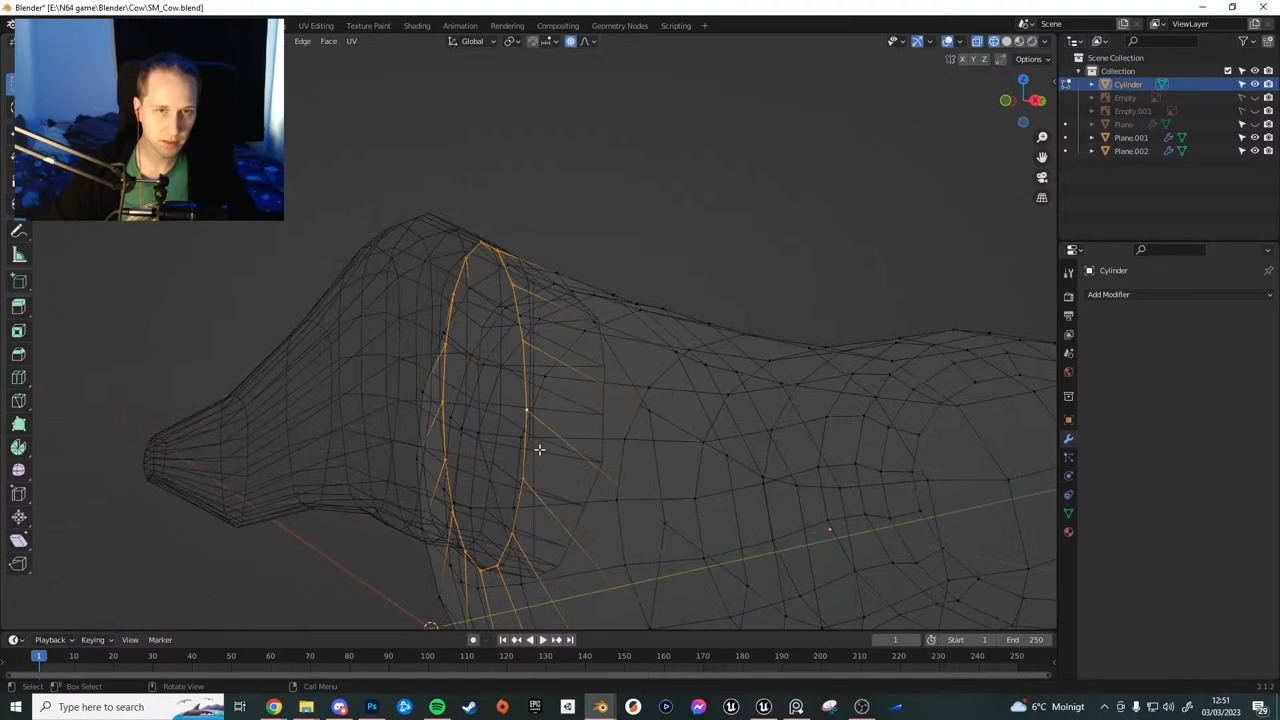 Blender* [E:\N64 game\Blender\Cow\SM_Cow.blend]
UV Editing Texture Paint Shading Animation Rendering Compositing Geometry Nodes Scripting
Scene ViewLayer
Edge Face UV
Global
X Y Z Options
Scene Collection
Collection
Cylinder
Empty
Empty.001
Plane
Plane.001
Plane.002
Z
X
Cylinder
Add Modifier
Playback Keying View Marker
1 Start 1 End 250
1 10 20 30 40 50 60 70 80 90 100 110 120 130 140 150 160 170 180 190 200 210 220 230 240 250
Select Box Select Rotate View Call Menu 3.1.2
Type here to search
6°C Molnigt
12:51
03/03/2023